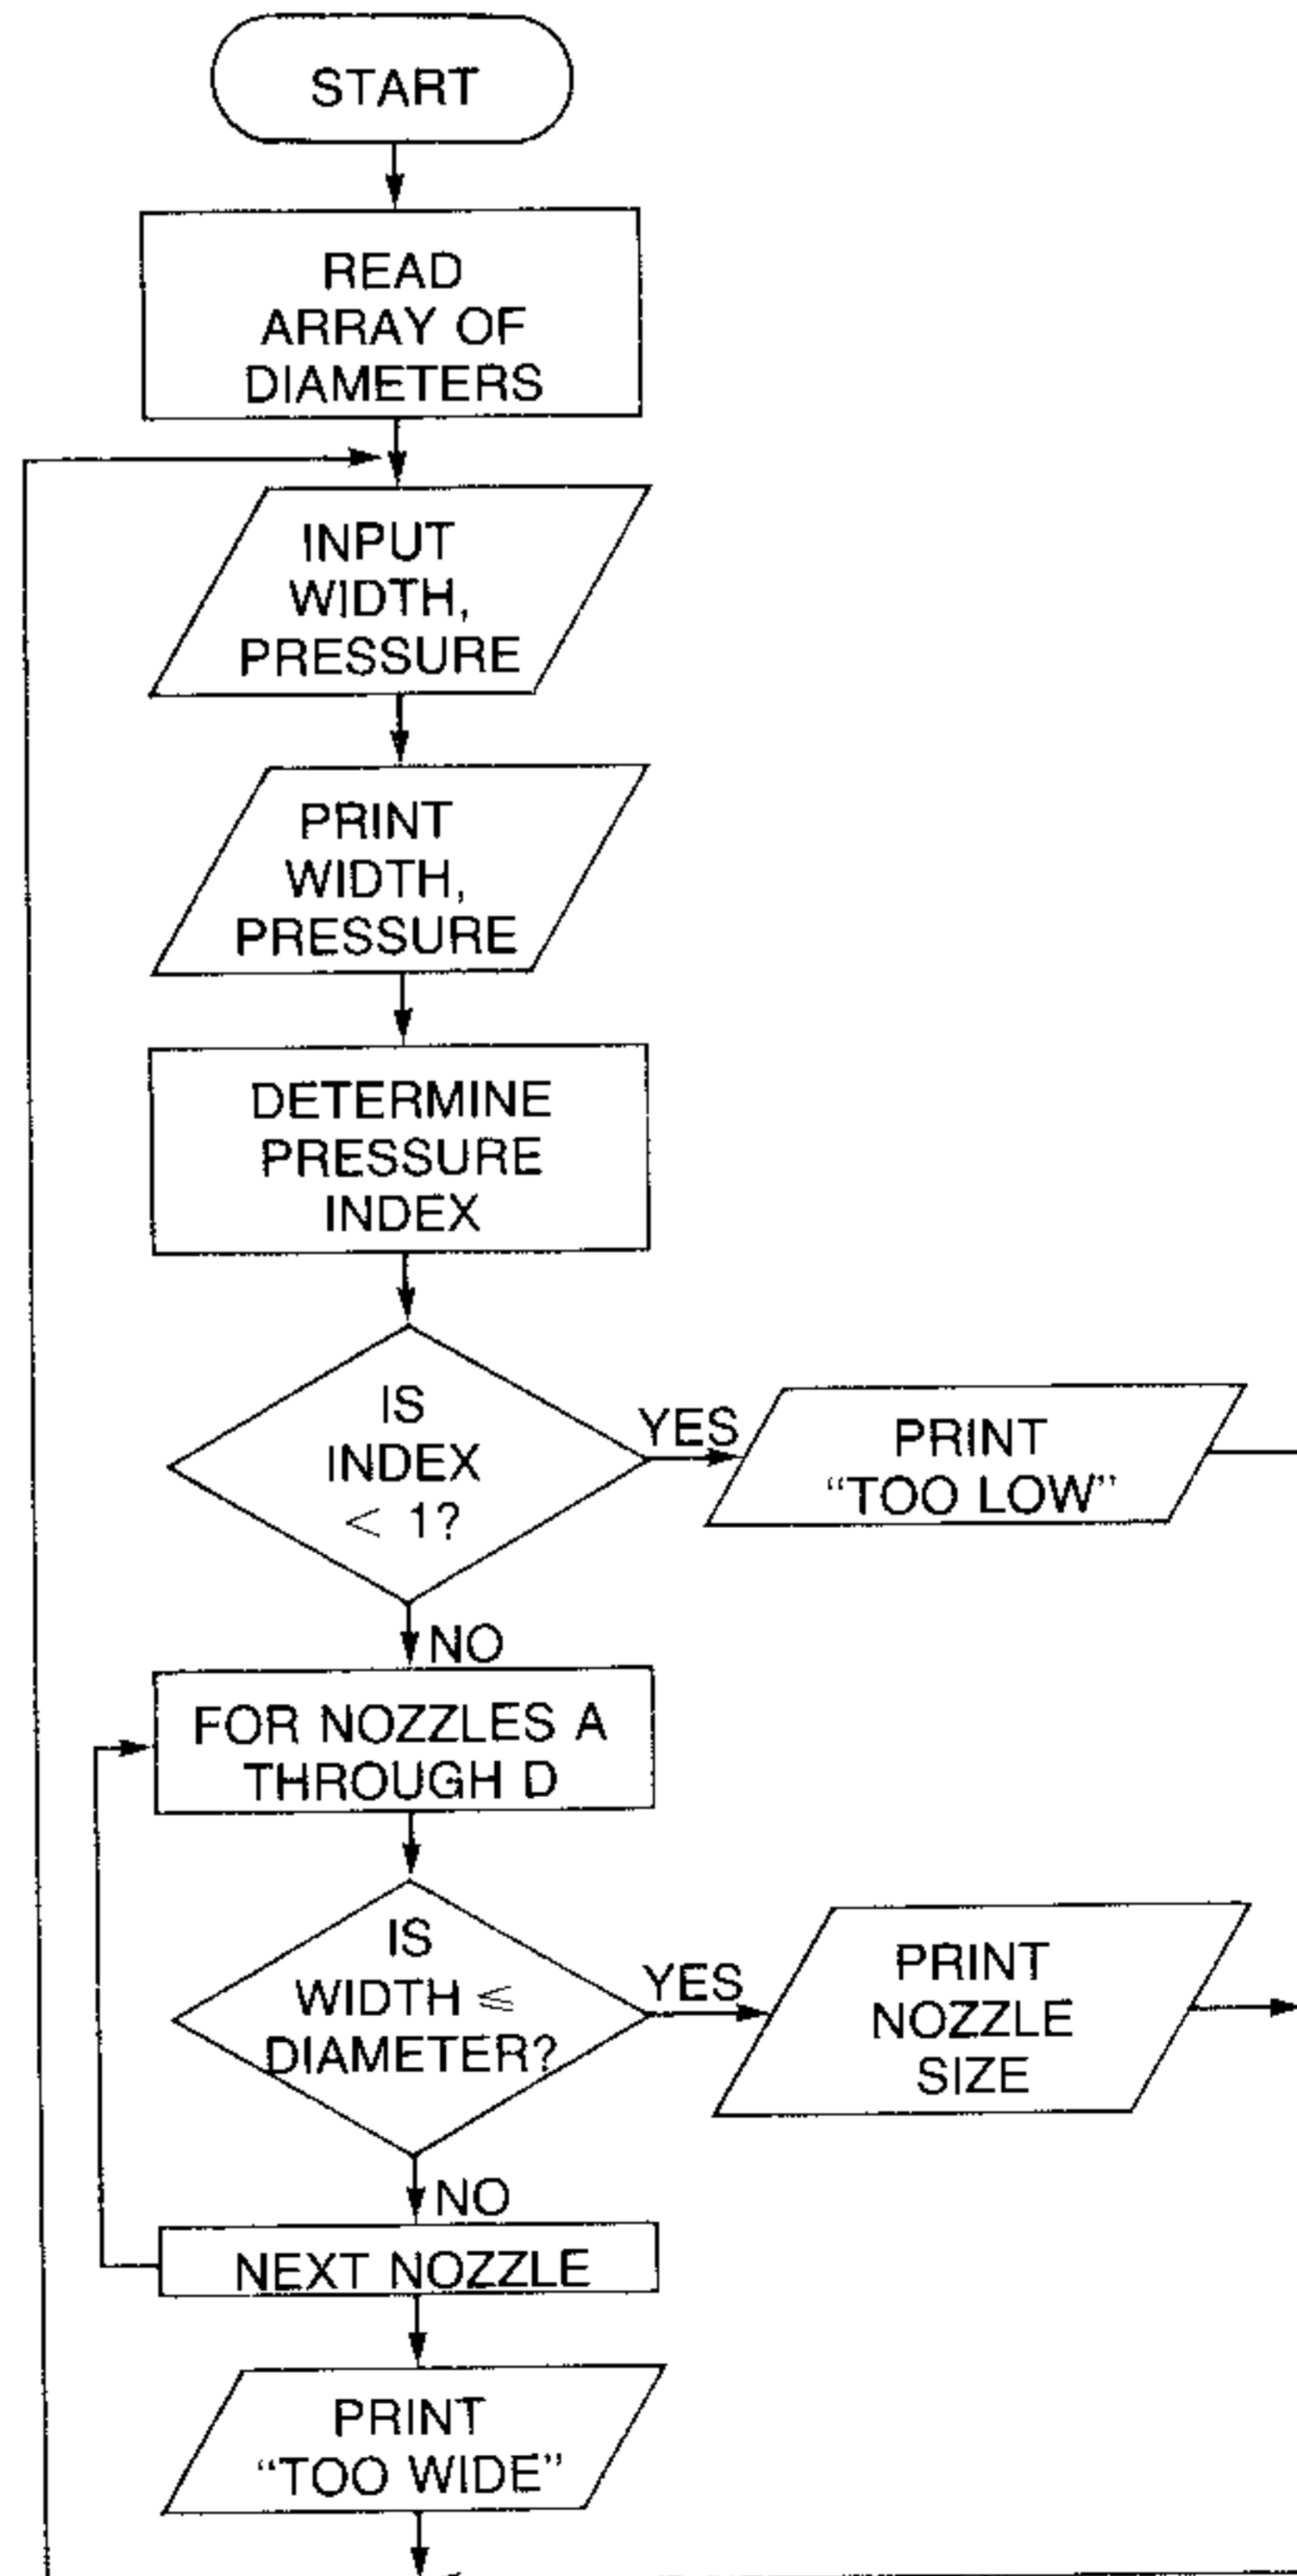 START
READ
ARRAY OF
DIAMETERS
INPUT
WIDTH,
PRESSURE
PRINT
WIDTH,
PRESSURE
DETERMINE
PRESSURE
INDEX
IS
INDEX
< 1?
YES
PRINT
“TOO LOW”
NO
FOR NOZZLES A
THROUGH D
IS
WIDTH ≤
DIAMETER?
YES
PRINT
NOZZLE
SIZE
NO
NEXT NOZZLE
PRINT
“TOO WIDE”